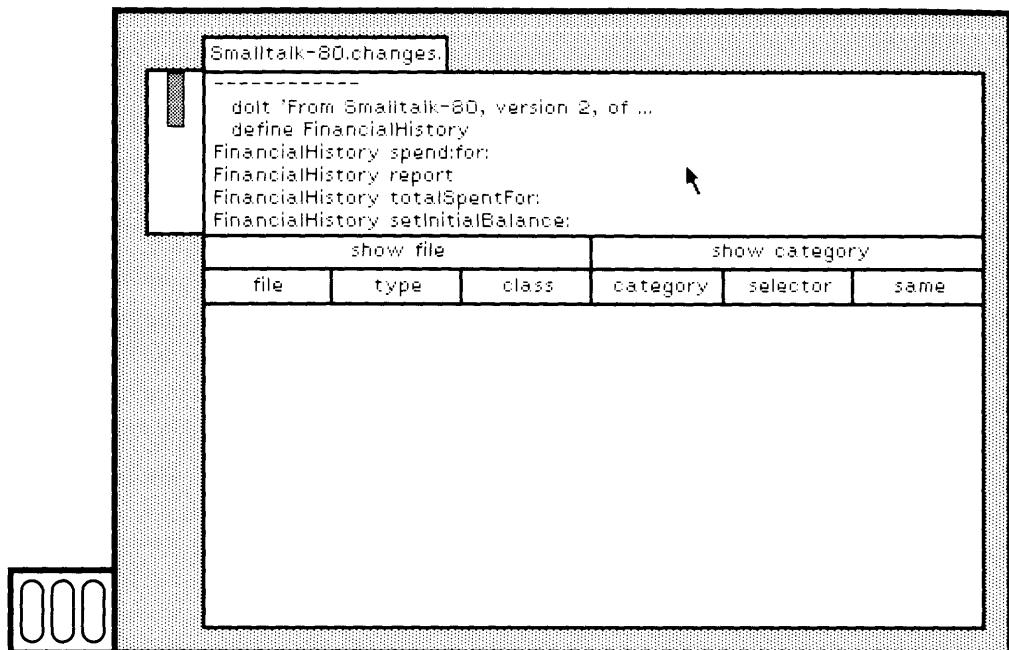 Smalltalk-80.changes.
-------------
doIt 'From Smalltalk-80, version 2, of ...
define FinancialHistory
FinancialHistory spend:for:
FinancialHistory report
FinancialHistory totalSpentFor:
FinancialHistory setInitialBalance:
show file show category
file type class category selector same